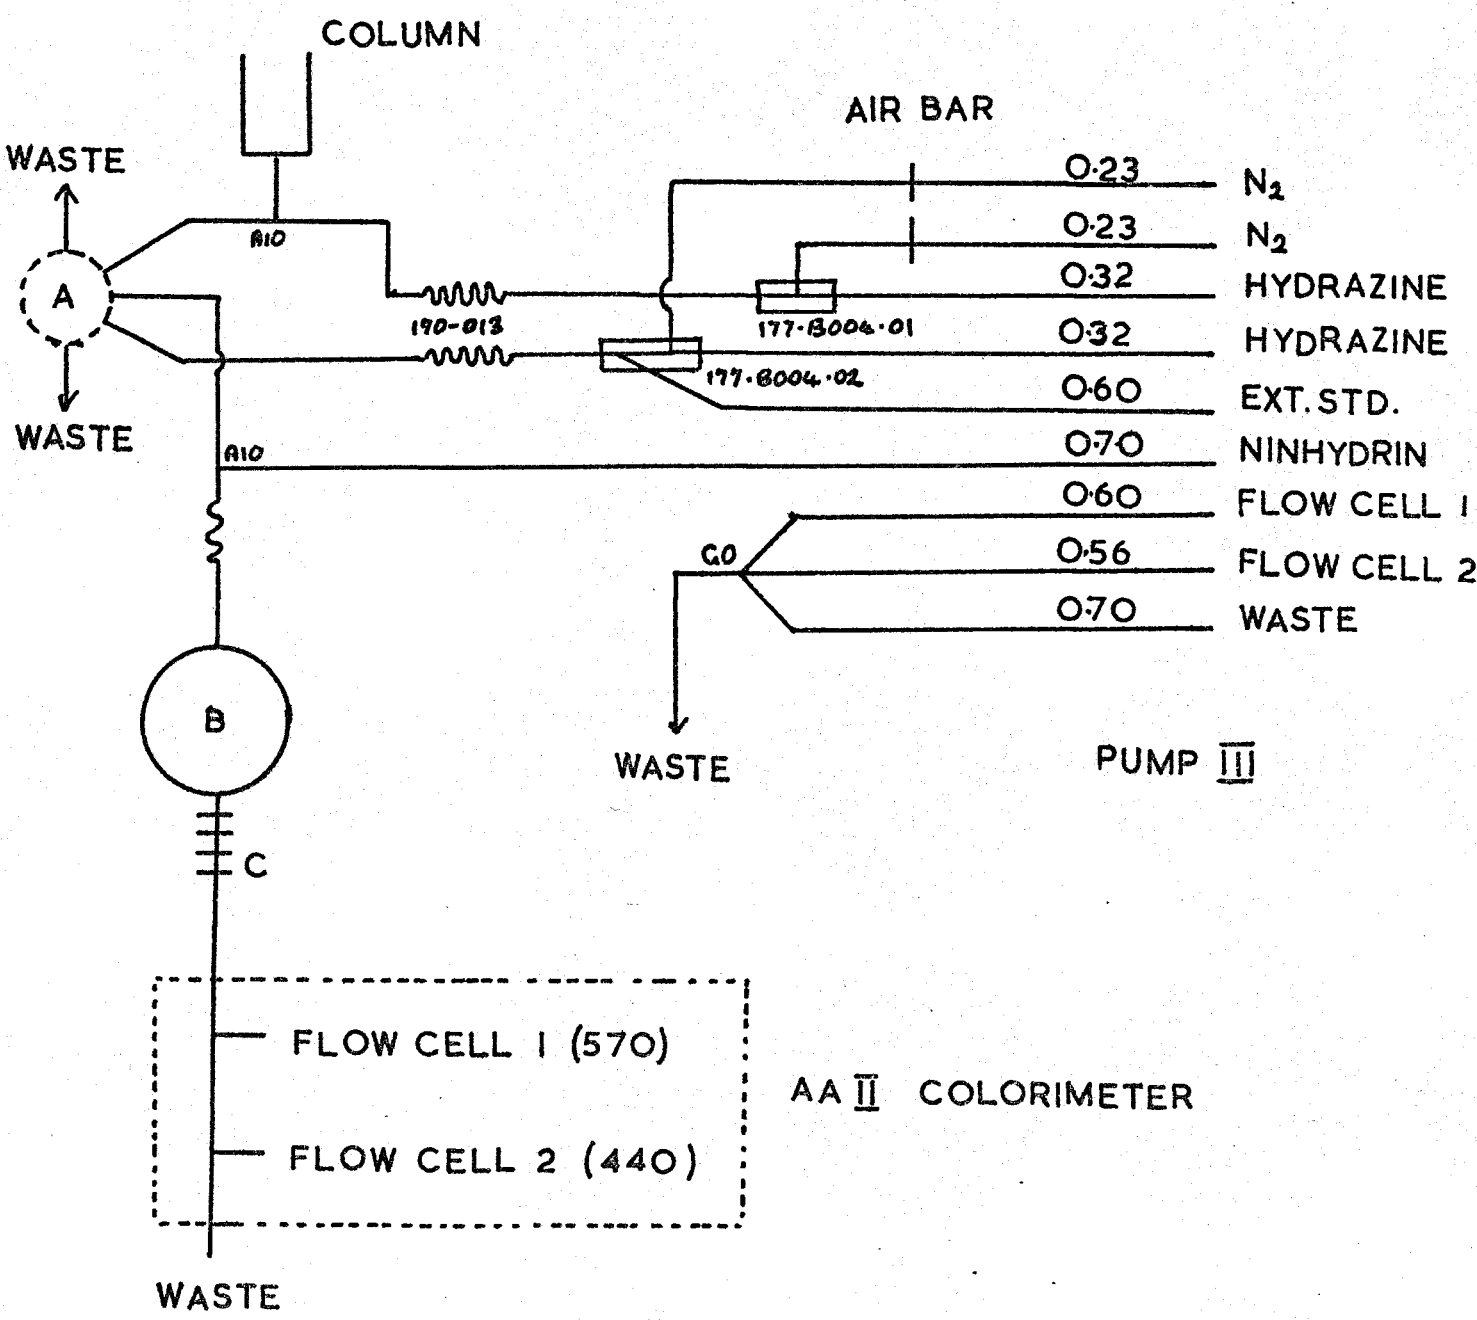 COLUMN
AIR BAR
WASTE
0.23 N2
A10
0.23 N2
A
0.32 HYDRAZINE
190-013
177-B004.01
0.32 HYDRAZINE
177-B004.02
0.60 EXT. STD.
WASTE
A10
0.70 NINHYDRIN
0.60 FLOW CELL 1
GO
0.56 FLOW CELL 2
0.70 WASTE
B
WASTE
PUMP III
C
FLOW CELL 1 (570)
AA II COLORIMETER
FLOW CELL 2 (440)
WASTE